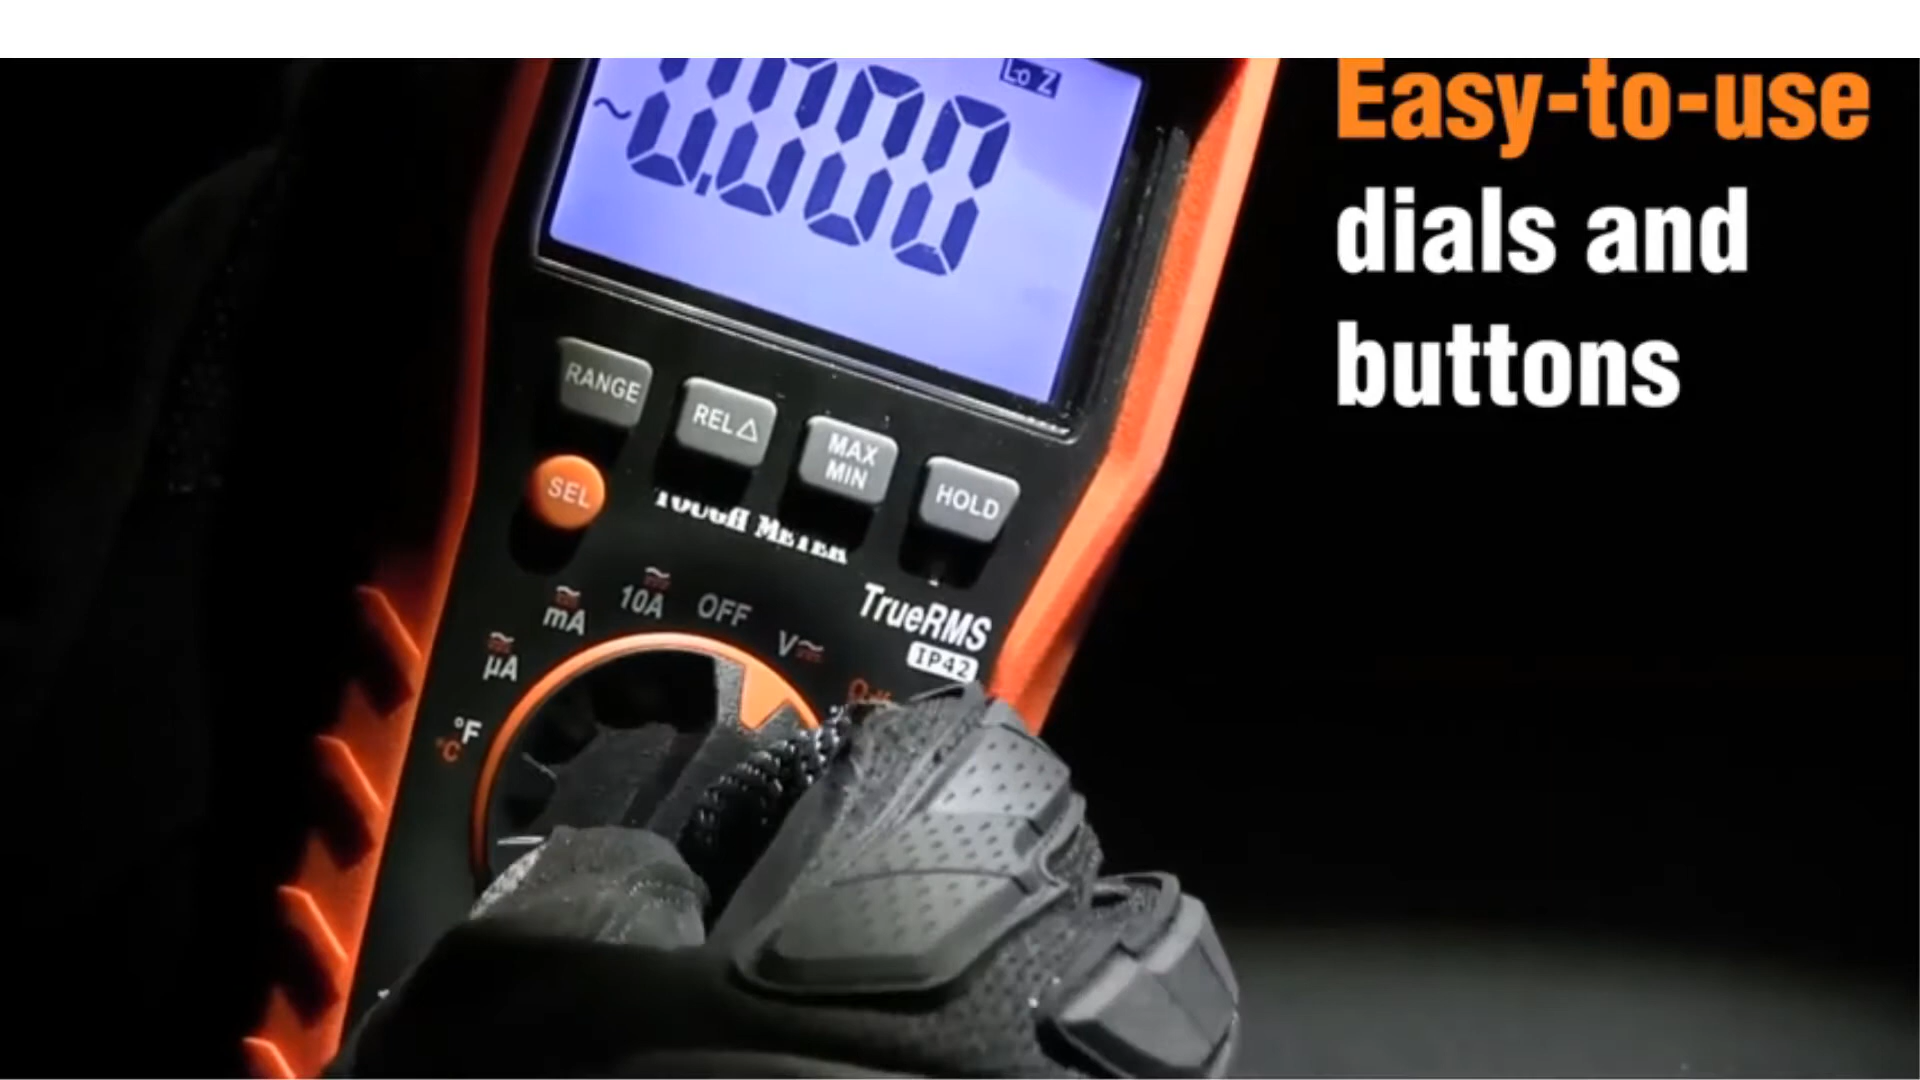 Easy-to-use
dials and
buttons
Lo Z
~0.000
RANGE
REL△
MAX
MIN
HOLD
SEL
TOUGH METER
TrueRMS
IP42
10A
OFF
mA
V
µA
Ω
°F
°C